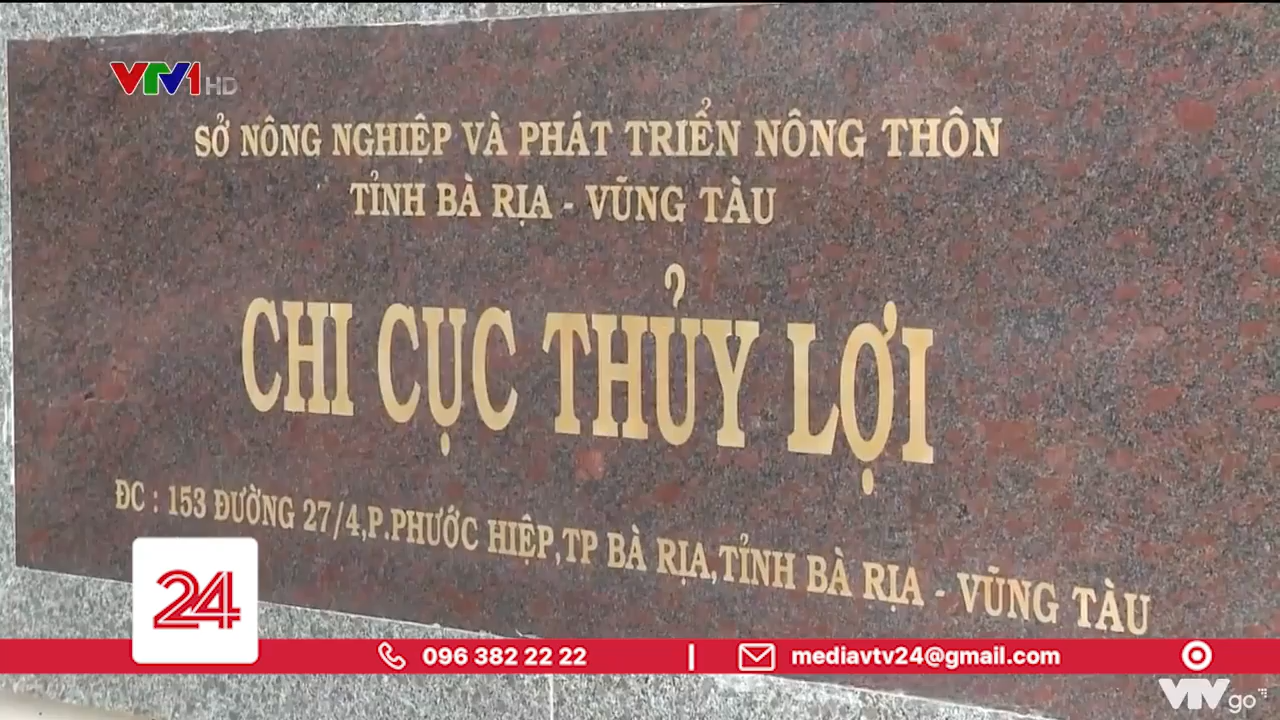 VTV1 HD
SỞ NÔNG NGHIỆP VÀ PHÁT TRIỂN NÔNG THÔN
TỈNH BÀ RỊA - VŨNG TÀU
CHI CỤC THỦY LỢI
ĐC : 153 ĐƯỜNG 27/4,P.PHƯỚC HIỆP,TP BÀ RỊA,TỈNH BÀ RỊA - VŨNG TÀU
24
096 382 22 22 | mediavtv24@gmail.com
VTV go